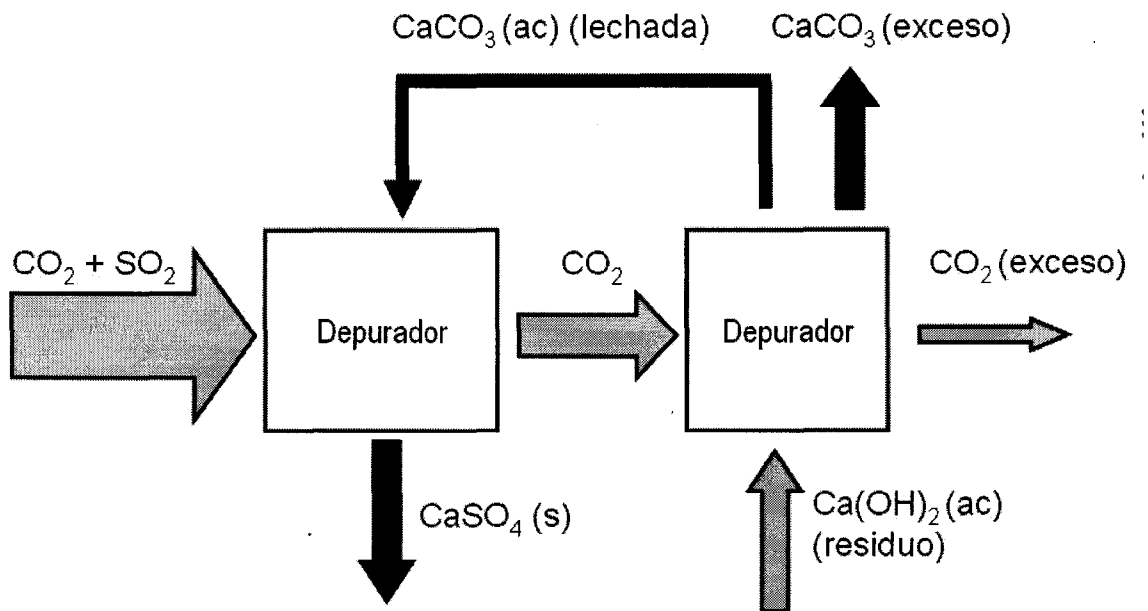 CaCO₃ (ac) (lechada)
CaCO₃ (exceso)
CO₂ + SO₂
CO₂
CO₂ (exceso)
Depurador
Depurador
CaSO₄ (s)
Ca(OH)₂ (ac)
(residuo)